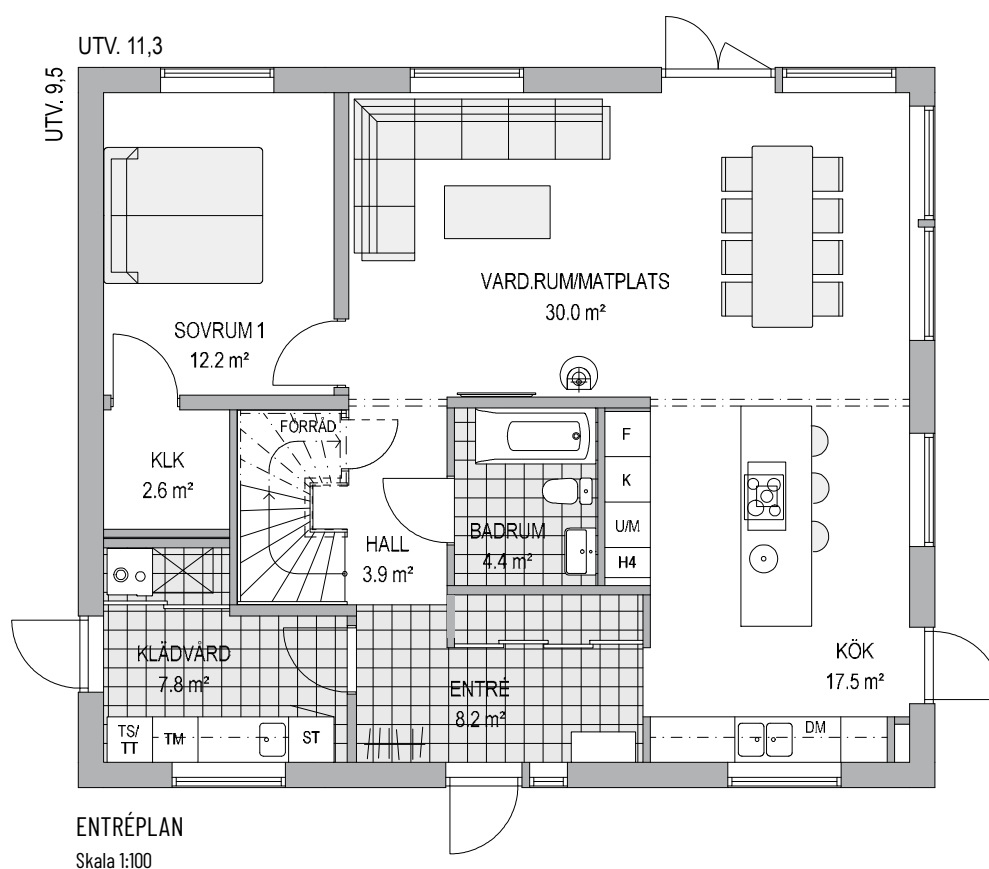 UTV. 11,3
UTV. 9,5
VARD.RUM/MATPLATS
30.0 m²
SOVRUM 1
12.2 m²
FÖRRÅD
F
KLK
2.6 m²
K
U/M
BADRUM
4.4 m²
HALL
3.9 m²
H4
KLÄDVÅRD
7.8 m²
KÖK
17.5 m²
ENTRÉ
8.2 m²
TS/
TT
TM
ST
DM
ENTRÉPLAN
Skala 1:100